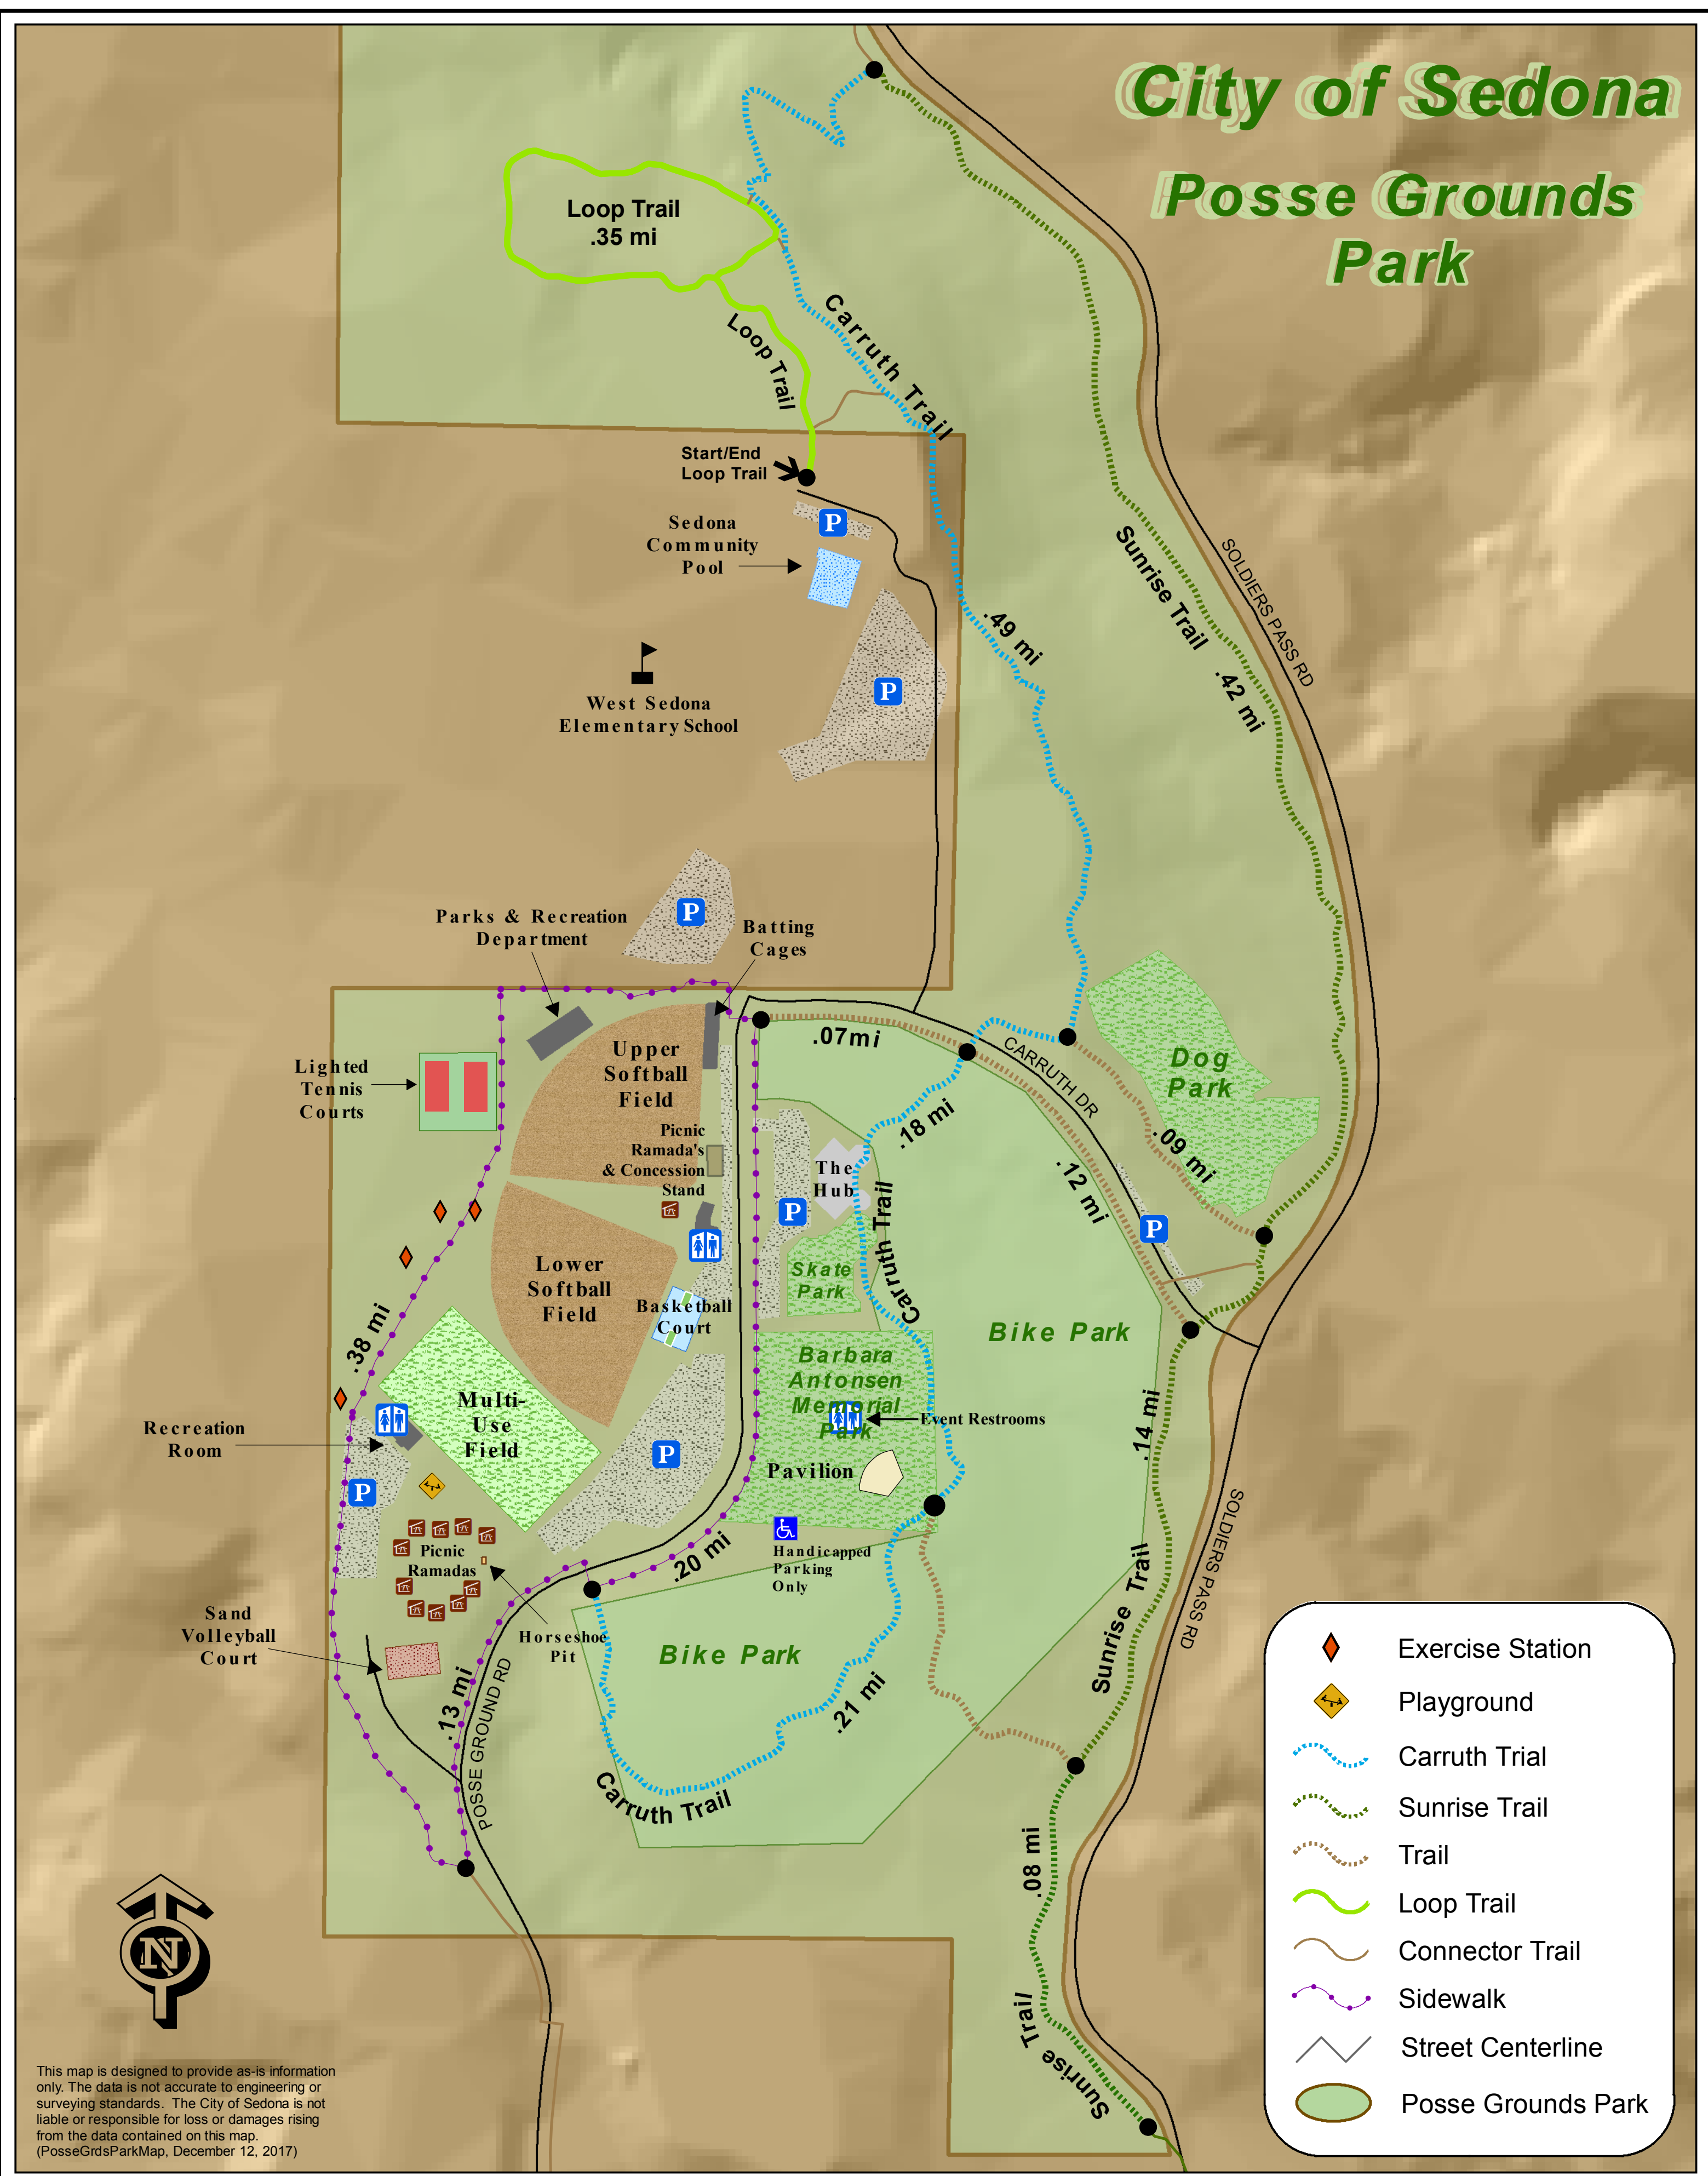 City of Sedona
Posse Grounds
Park
Loop Trail
.35 mi
Carruth Trail
Loop Trail
Start/End
Loop Trail
P
Sedona
Community
Pool
SOLDIERS PASS RD
Sunrise Trail
.42 mi
.49 mi
P
West Sedona
Elementary School
P
Parks & Recreation
Department
Batting
Cages
.07mi
CARRUTH DR
Dog
Park
Upper
Softball
Field
Lighted
Tennis
Courts
.18 mi
.09 mi
.12 mi
Picnic
Ramada's
& Concession
Stand
The
Hub
P
P
Carruth Trail
Skate
Park
Lower
Softball
Field
Basketball
Court
Bike Park
.38 mi
Barbara
Antonsen
Memorial
Park
Event Restrooms
Multi-
Use
Field
Recreation
Room
P
P
Pavilion
.14 mi
SOLDIERS PASS RD
Handicapped
Parking
Only
.20 mi
Picnic
Ramadas
Sunrise Trail
Sand
Volleyball
Court
Horseshoe
Pit
Bike Park
.13 mi
POSSE GROUND RD
.21 mi
Carruth Trail
.08 mi
Sunrise Trail
N
Exercise Station
Playground
Carruth Trial
Sunrise Trail
Trail
Loop Trail
Connector Trail
Sidewalk
Street Centerline
Posse Grounds Park
This map is designed to provide as-is information
only. The data is not accurate to engineering or
surveying standards. The City of Sedona is not
liable or responsible for loss or damages rising
from the data contained on this map.
(PosseGrdsParkMap, December 12, 2017)